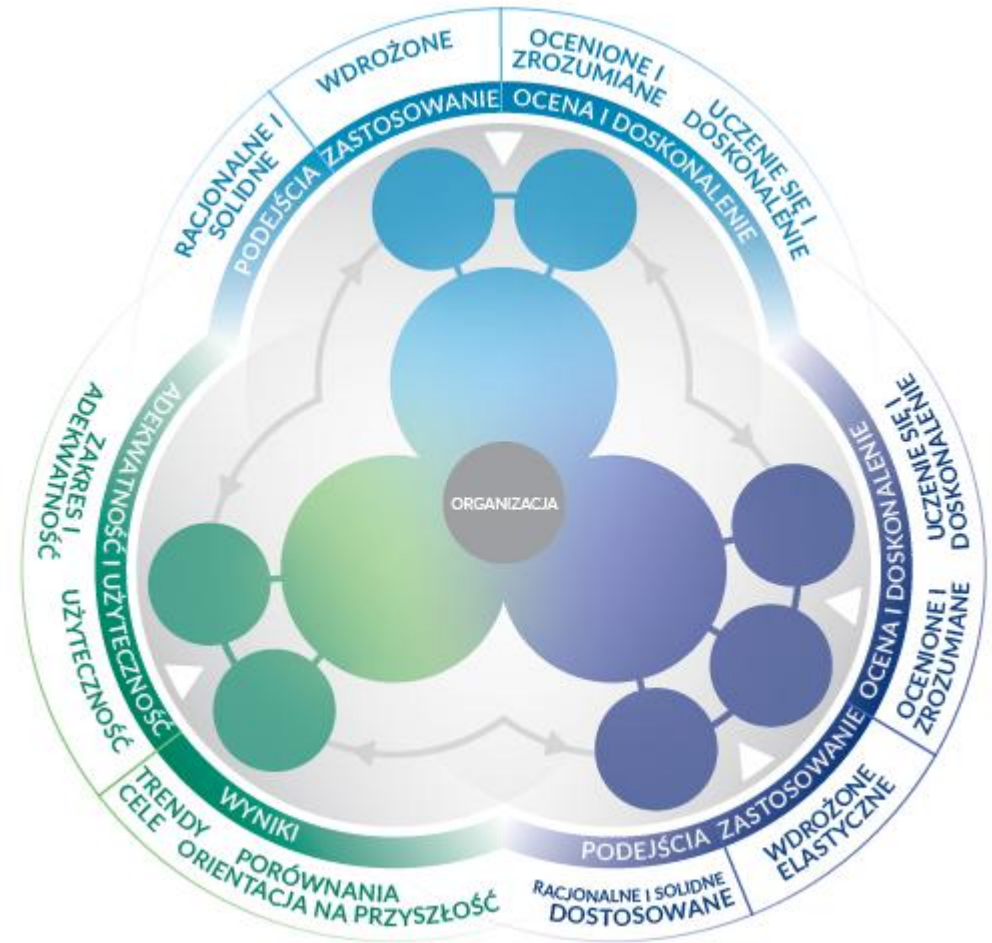 WDROŻONE
OCENIONE I
ZROZUMIANE
UCZENIE SIĘ I
DOSKONALENIE
RACJONALNE I
SOLIDNE
PODEJŚCIA
ZASTOSOWANIE
OCENA I DOSKONALENIE
ORGANIZACJA
UCZENIE SIĘ I
DOSKONALENIE
OCENIONE I
ZROZUMIANE
OCENA I DOSKONALENIE
WDROŻONE
ELASTYCZNE
PODEJŚCIA
ZASTOSOWANIE
RACJONALNE I SOLIDNE
DOSTOSOWANE
ZAKRES I
ADEKWATNOŚĆ
UŻYTECZNOŚĆ
ADEKWATNOŚĆ I UŻYTECZNOŚĆ
WYNIKI
TRENDY
CELE
PORÓWNANIA
ORIENTACJA NA PRZYSZŁOŚĆ